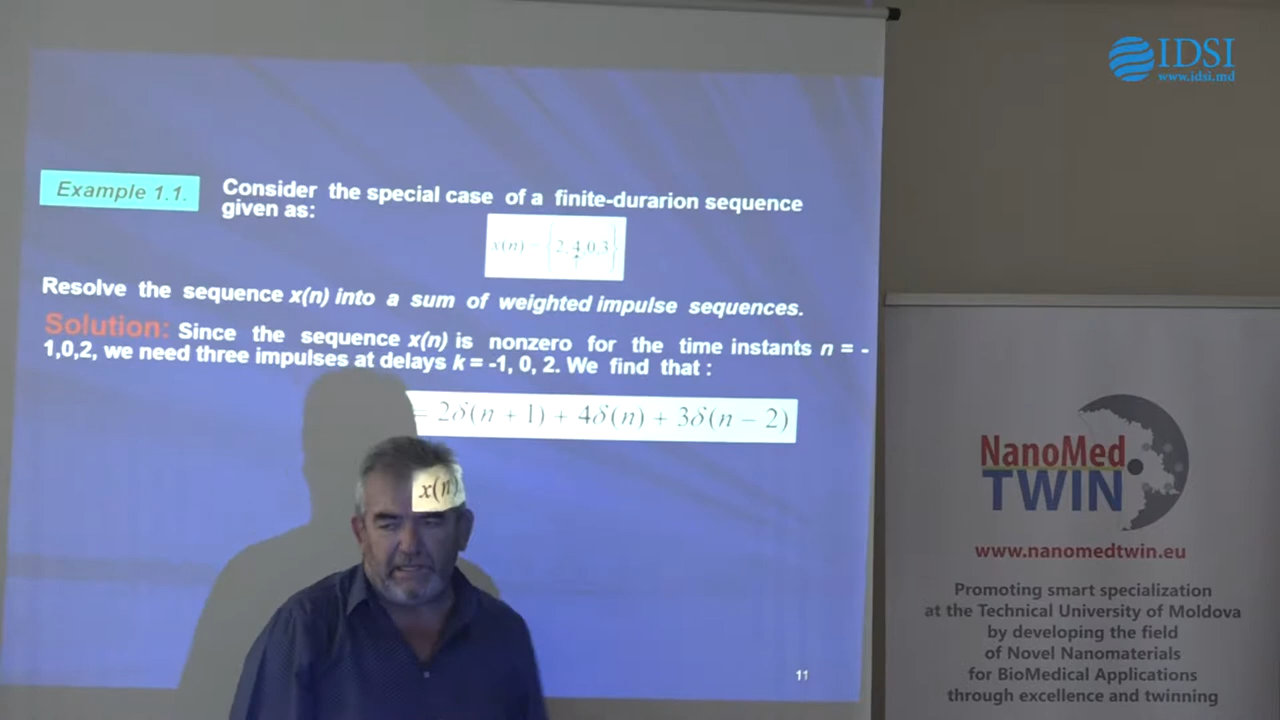 IDSI
www.idsi.md
Example 1.1.
Consider the special case of a finite-durarion sequence
given as:
x(n) = {2,4,0,3}
↑
Resolve the sequence x(n) into a sum of weighted impulse sequences.
Solution: Since the sequence x(n) is nonzero for the time instants n = -
1,0,2, we need three impulses at delays k = -1, 0, 2. We find that :
x(n) = 2δ(n + 1) + 4δ(n) + 3δ(n − 2)
11
NanoMed
TWIN
www.nanomedtwin.eu
Promoting smart specialization
at the Technical University of Moldova
by developing the field
of Novel Nanomaterials
for BioMedical Applications
through excellence and twinning